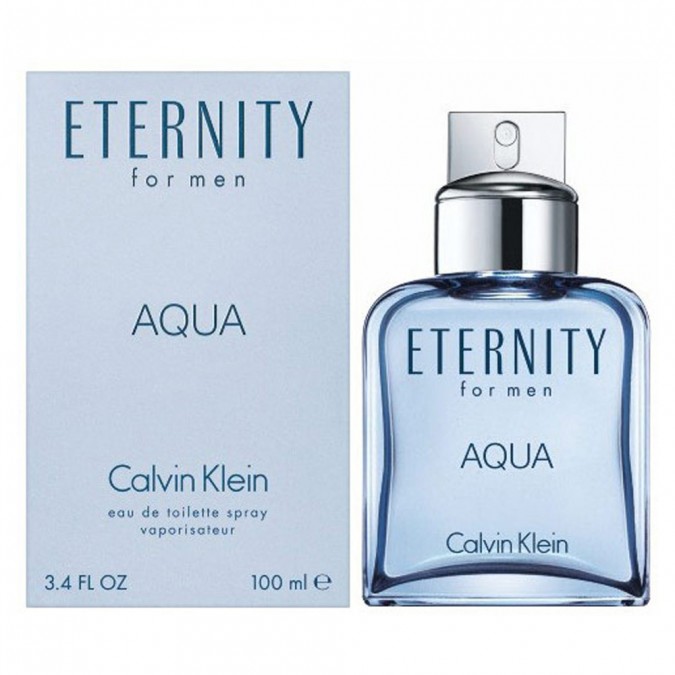 ETERNITY
for men
AQUA
Calvin Klein
eau de toilette spray
vaporisateur
3.4 FL OZ 100 ml ℮
ETERNITY
for men
AQUA
Calvin Klein